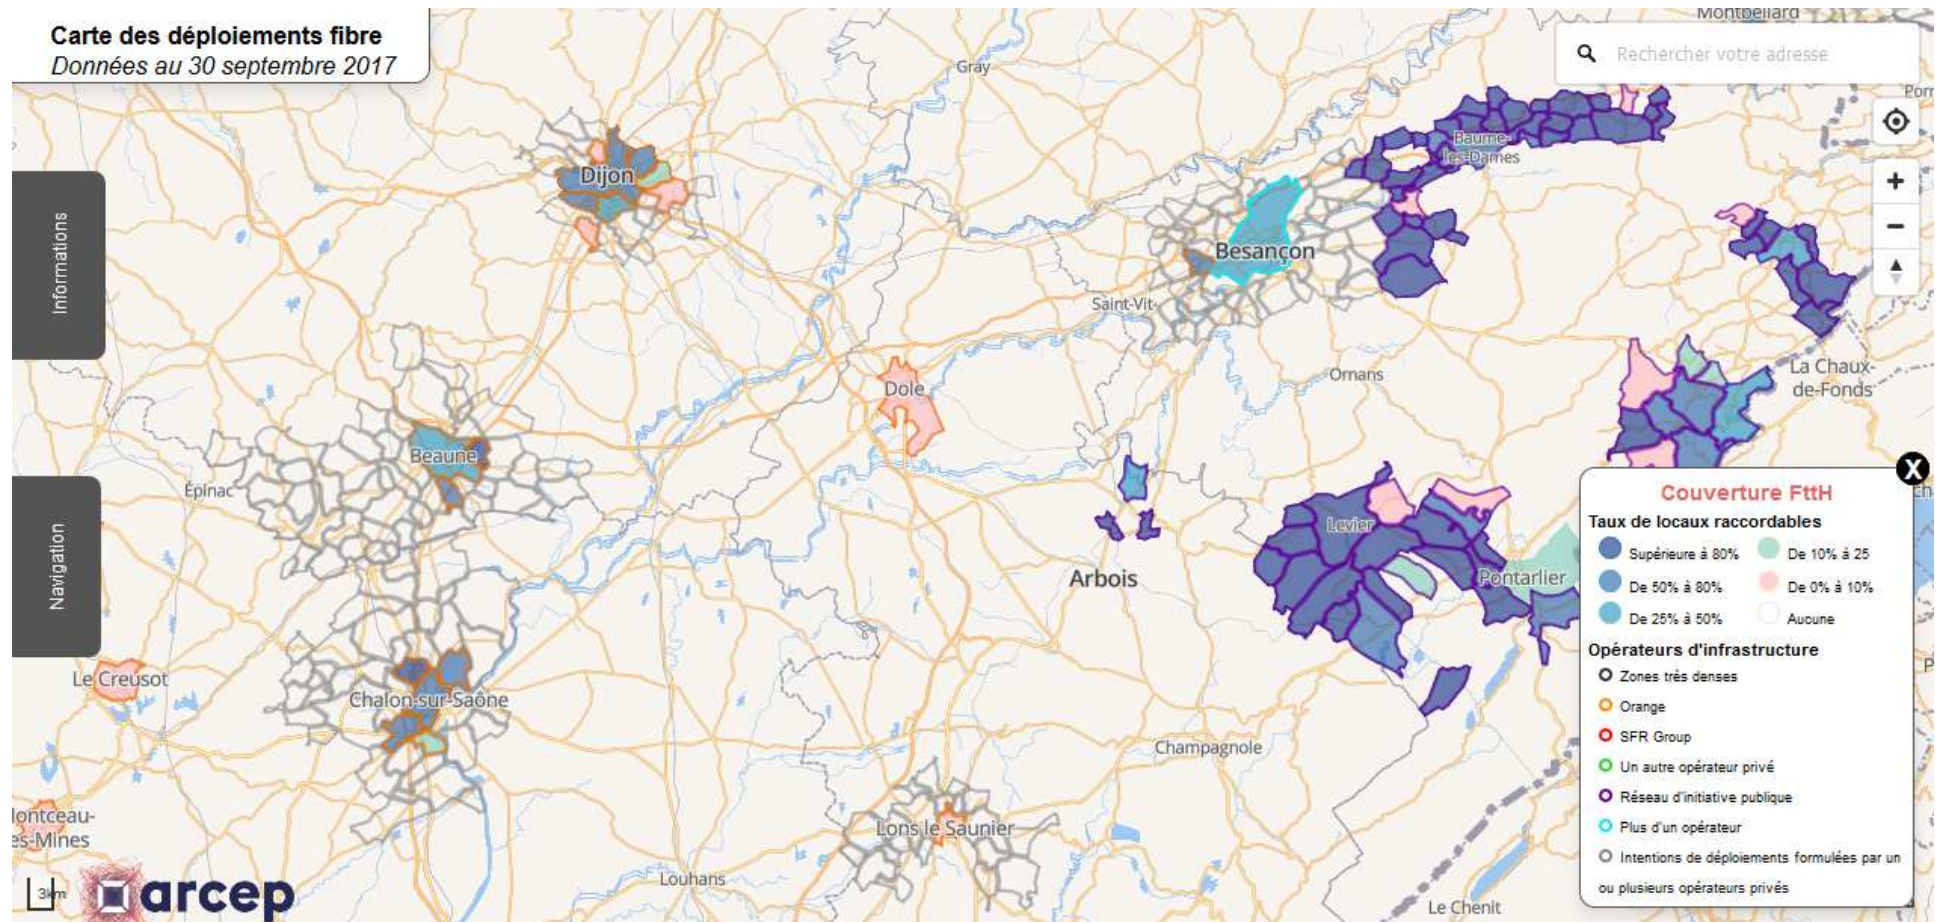 Carte des déploiements fibre
Données au 30 septembre 2017
Montbéliard
Rechercher votre adresse
Gray
Baume-
les-Dames
Dijon
Informations
Besançon
Saint-Vit
Dole
Ornans
La Chaux-
de-Fonds
Beaune
Épinac
Navigation
Levier
Arbois
Pontarlier
Le Creusot
Chalon-sur-Saône
Champagnole
Lons le Saunier
Louhans
Le Chenit
ontceau-
es-Mines
3km
arcep
X
Couverture FttH
Taux de locaux raccordables
Supérieure à 80%
De 10% à 25
De 50% à 80%
De 0% à 10%
De 25% à 50%
Aucune
Opérateurs d'infrastructure
Zones très denses
Orange
SFR Group
Un autre opérateur privé
Réseau d'initiative publique
Plus d'un opérateur
Intentions de déploiements formulées par un
ou plusieurs opérateurs privés